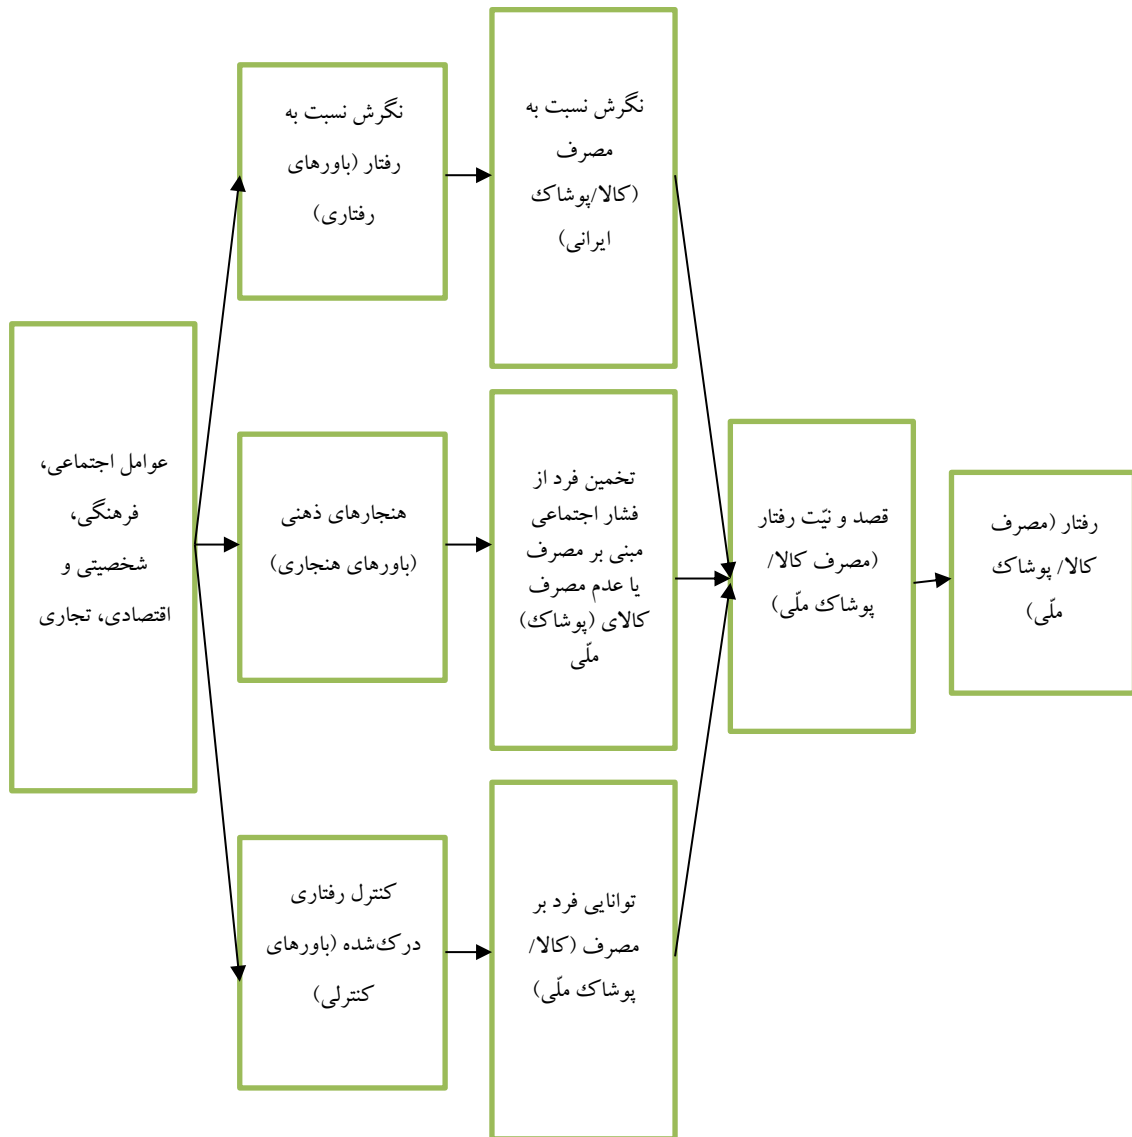 نگرش نسبت به
رفتار (باورهای
رفتاری)
نگرش نسبت به
مصرف
(کالا/پوشاک
ایرانی)
عوامل اجتماعی،
فرهنگی،
شخصیتی و
اقتصادی، تجاری
هنجارهای ذهنی
(باورهای هنجاری)
تخمین فرد از
فشار اجتماعی
مبنی بر مصرف
یا عدم مصرف
کالای (پوشاک)
ملّی
قصد و نیّت رفتار
(مصرف کالا/
پوشاک ملّی)
رفتار (مصرف
کالا/ پوشاک
ملّی)
کنترل رفتاری
درک‌شده (باورهای
کنترلی)
توانایی فرد بر
مصرف (کالا/
پوشاک ملّی)